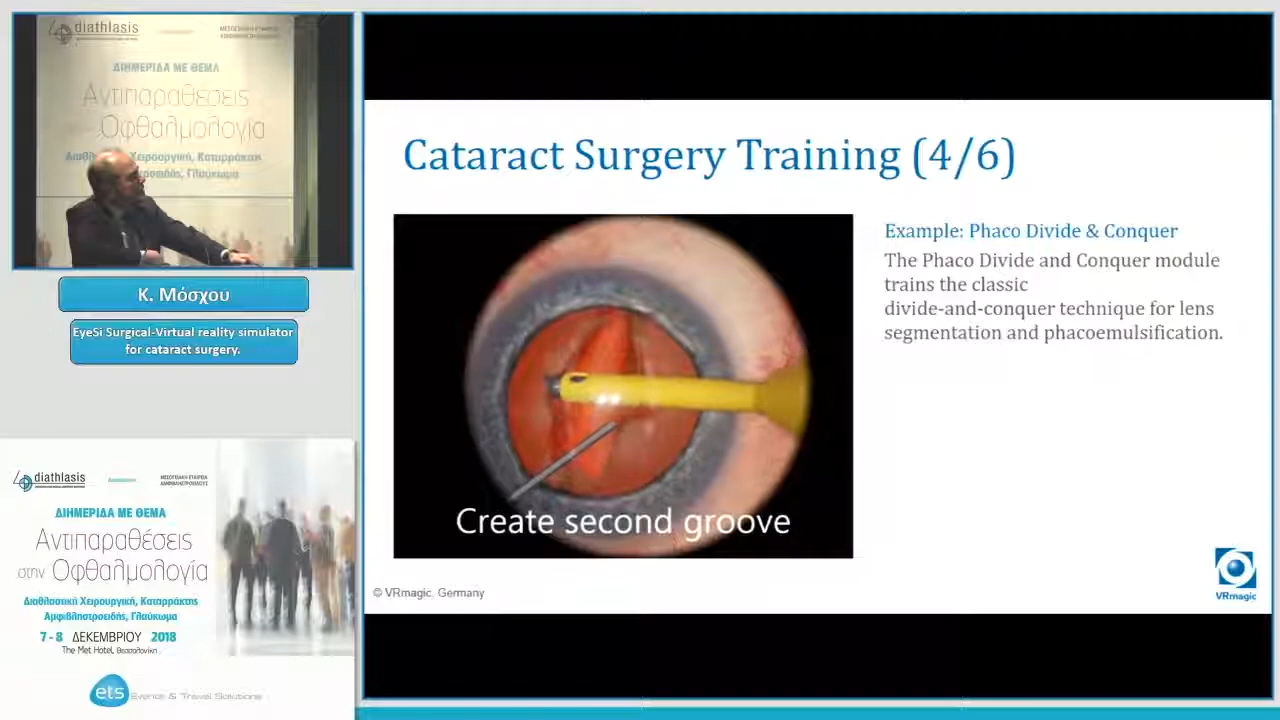 diathlasis
ΔΙΗΜΕΡΙΔΑ ΜΕ ΘΕΜΑ
Αντιπαραθέσεις
Οφθαλμολογία
Χειρουργική, Καταρράκτης
Γλαύκωμα
Κ. Μόσχου
EyeSi Surgical-Virtual reality simulator
for cataract surgery.
diathlasis
ΜΕΣΟΓΕΙΑΚΗ ΕΤΑΙΡΕΙΑ
ΑΜΦΙΒΛΗΣΤΡΟΕΙΔΟΥΣ
ΔΙΗΜΕΡΙΔΑ ΜΕ ΘΕΜΑ
Αντιπαραθέσεις
στην Οφθαλμολογία
Διαθλαστική Χειρουργική, Καταρράκτης
Αμφιβληστροειδής, Γλαύκωμα
7 - 8 ΔΕΚΕΜΒΡΙΟΥ 2018
The Met Hotel, Θεσσαλονίκη
ets Events & Travel Solutions
Cataract Surgery Training (4/6)
Create second groove
Example: Phaco Divide & Conquer
The Phaco Divide and Conquer module
trains the classic
divide-and-conquer technique for lens
segmentation and phacoemulsification.
© VRmagic, Germany
VRmagic